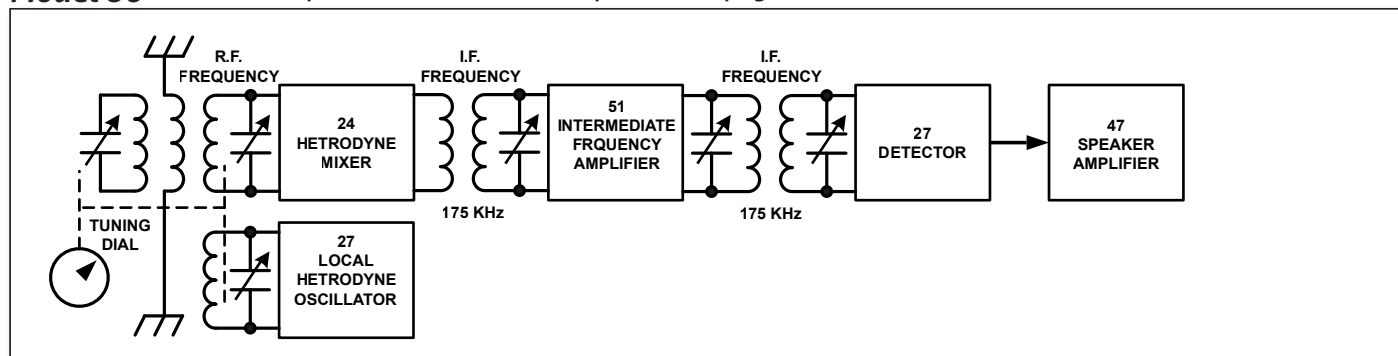 Model
R.F.
FREQUENCY
I.F.
FREQUENCY
I.F.
FREQUENCY
24
HETRODYNE
MIXER
51
INTERMEDIATE
FRQUENCY
AMPLIFIER
27
DETECTOR
47
SPEAKER
AMPLIFIER
175 KHz
175 KHz
TUNING
DIAL
27
LOCAL
HETRODYNE
OSCILLATOR